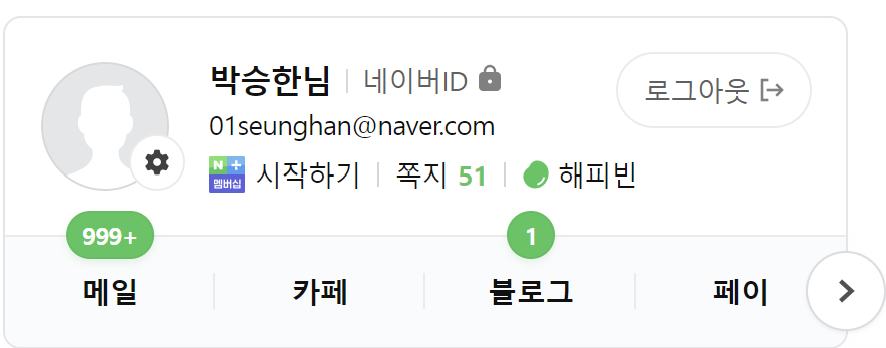 박승한님 네이버ID 로그아웃
01seunghan@naver.com
N+ 멤버십 시작하기 쪽지 51 해피빈
999+ 1
메일 카페 블로그 페이